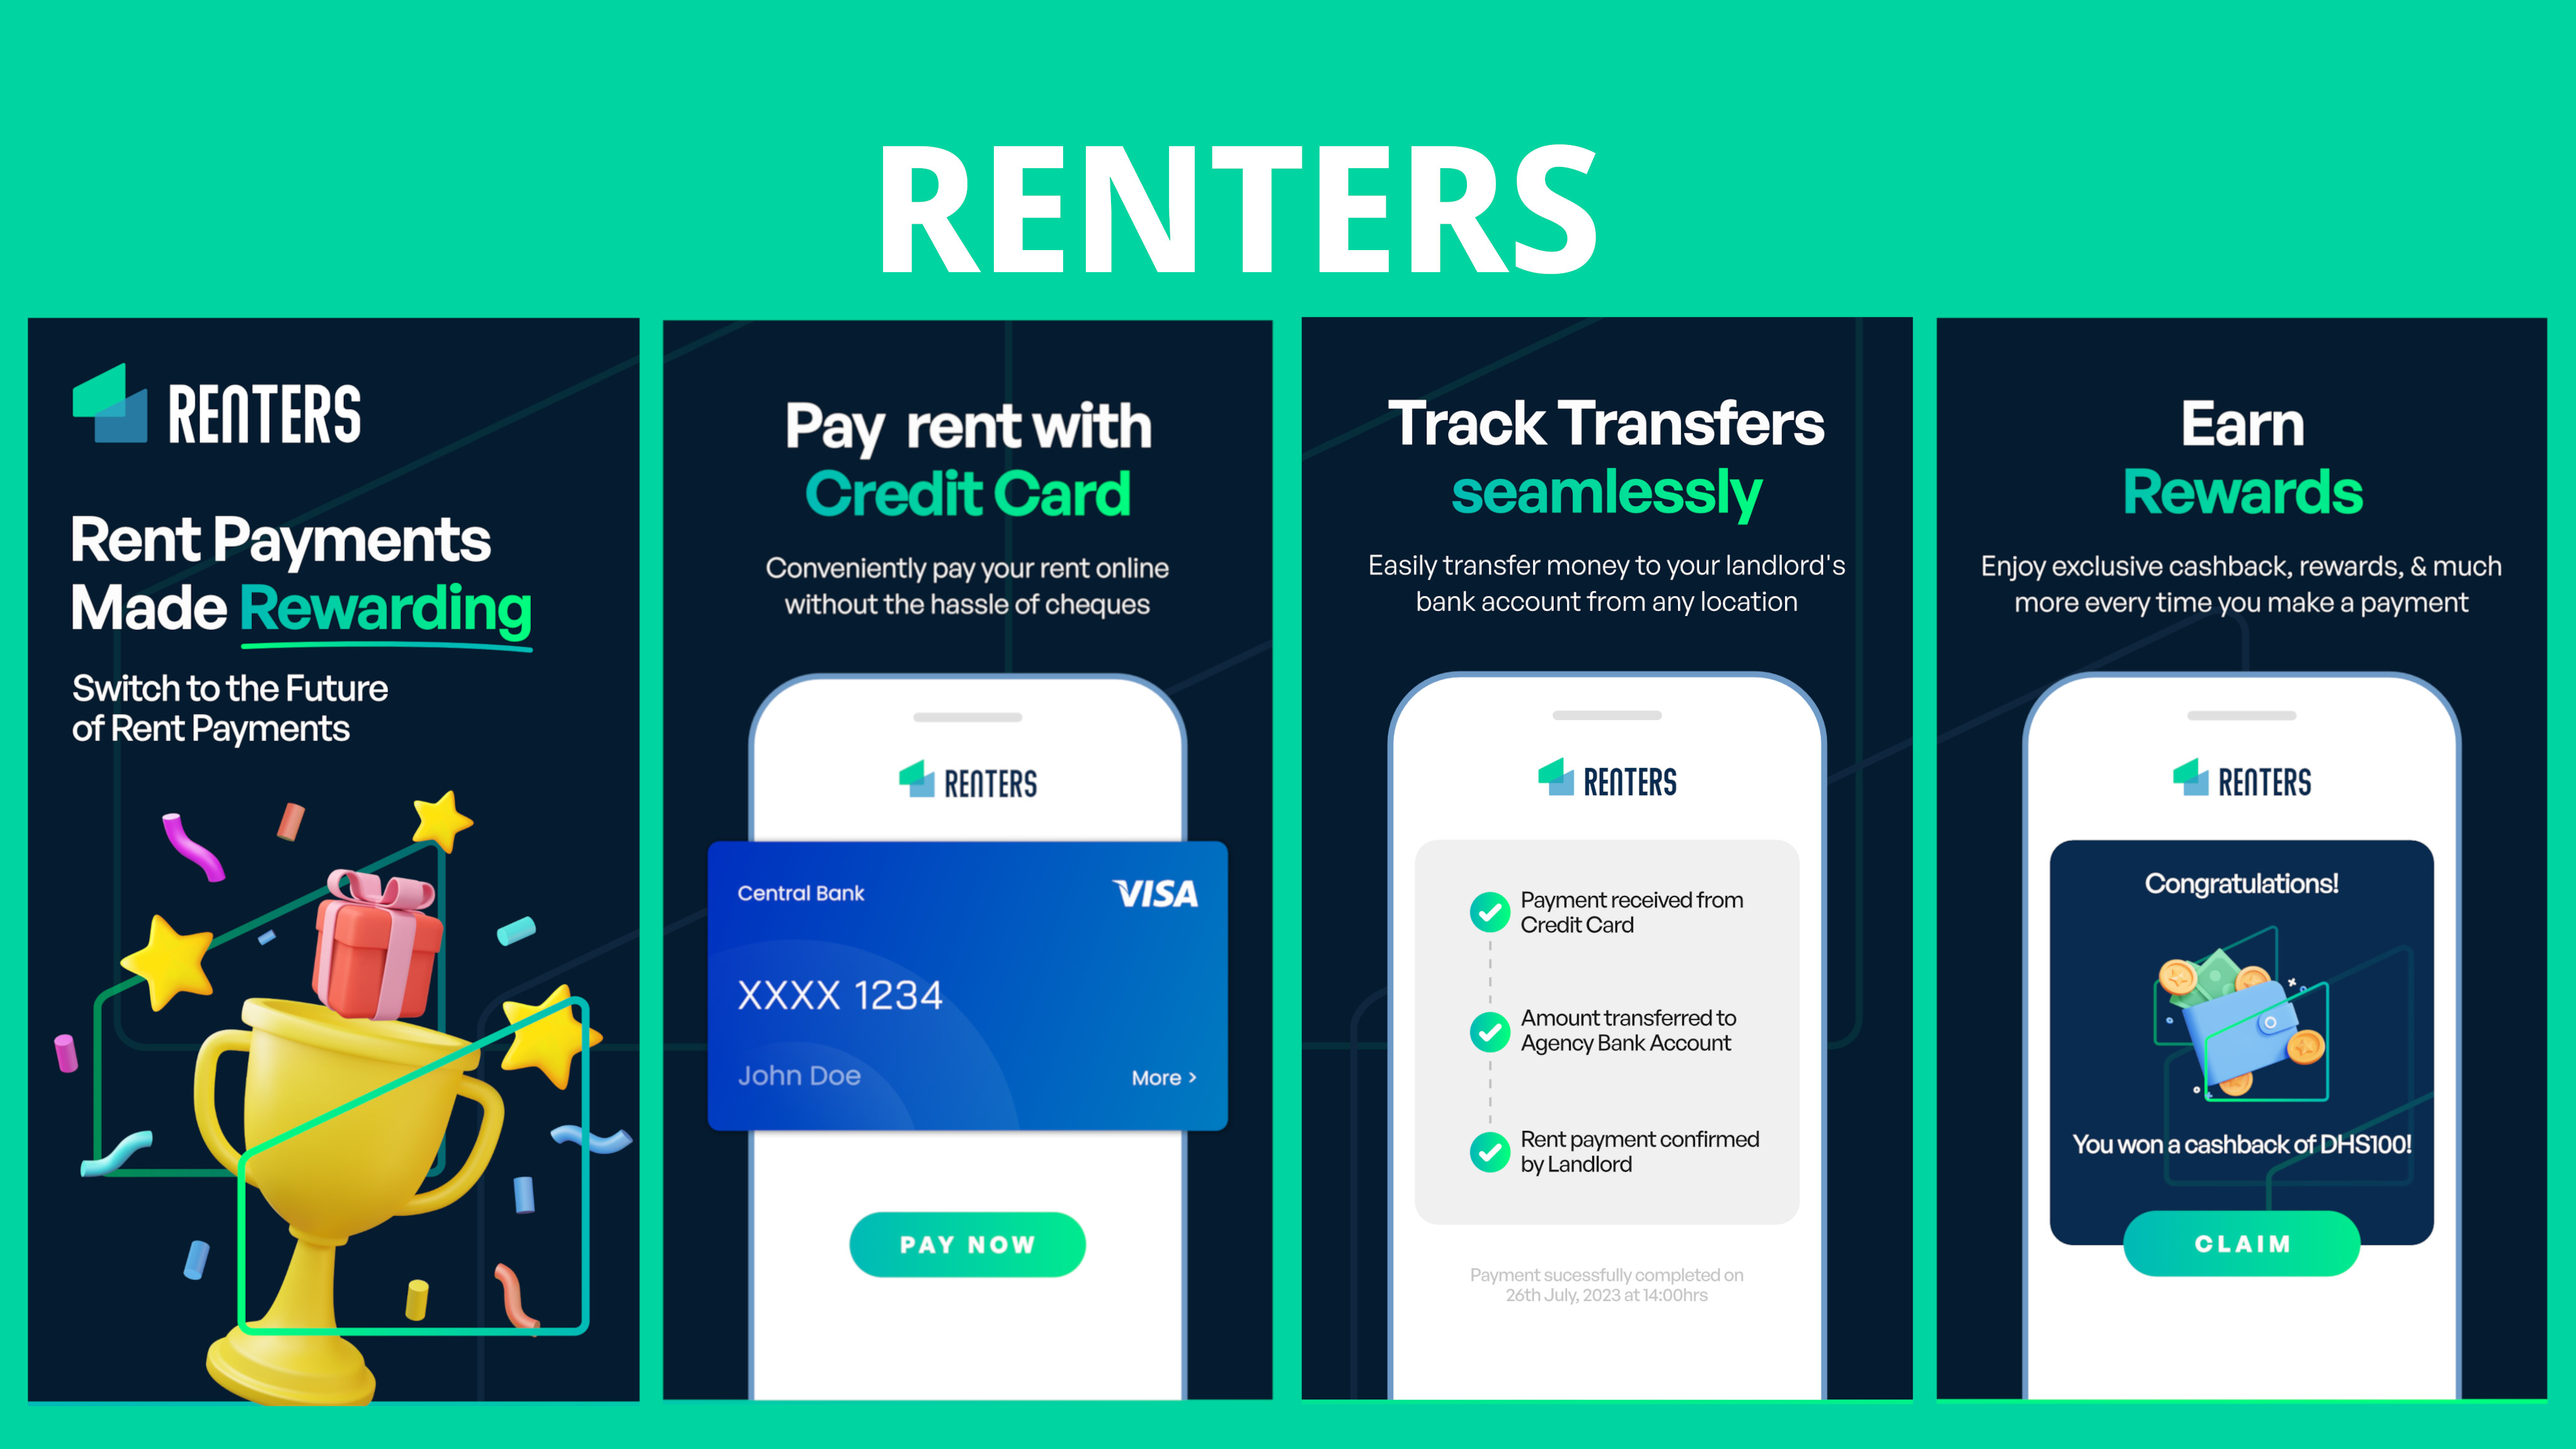 RENTERS
RENTERS
Rent Payments
Made Rewarding
Switch to the Future
of Rent Payments
Pay rent with
Credit Card
Conveniently pay your rent online
without the hassle of cheques
RENTERS
Central Bank
VISA
XXXX 1234
John Doe
More >
PAY NOW
Track Transfers
seamlessly
Easily transfer money to your landlord's
bank account from any location
RENTERS
Payment received from
Credit Card
Amount transferred to
Agency Bank Account
Rent payment confirmed
by Landlord
Payment sucessfully completed on
26th July, 2023 at 14:00hrs
Earn
Rewards
Enjoy exclusive cashback, rewards, & much
more every time you make a payment
RENTERS
Congratulations!
You won a cashback of DHS100!
CLAIM